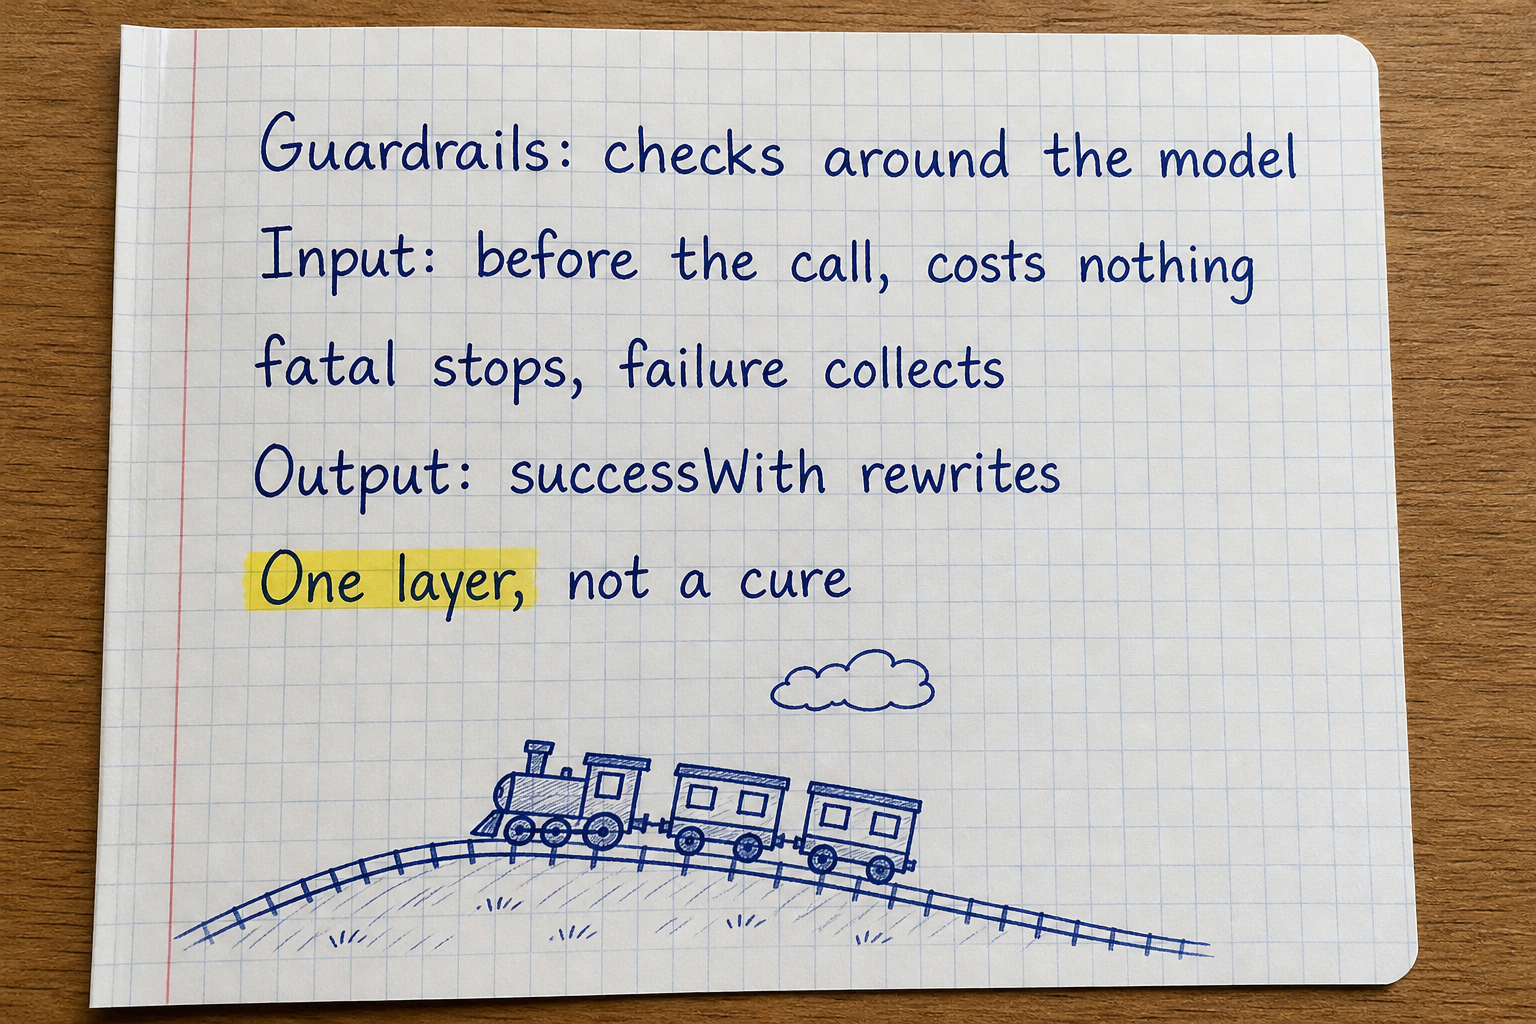 Guardrails: checks around the model
Input: before the call, costs nothing
fatal stops, failure collects
Output: successWith rewrites
One layer, not a cure